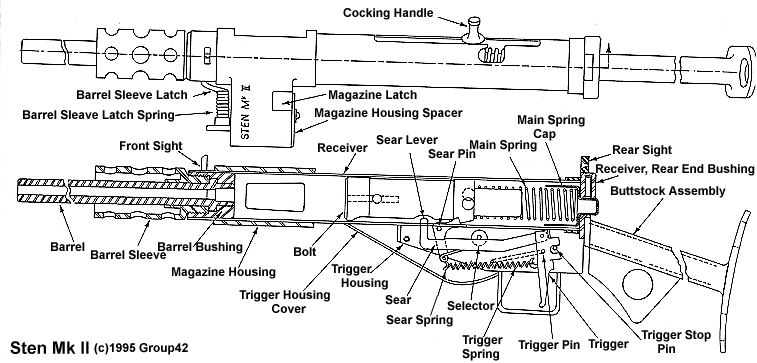 Cocking Handle
Barrel Sleeve Latch
Barrel Sleeve Latch Spring
STEN Mk II
Magazine Latch
Magazine Housing Spacer
Front Sight
Receiver
Sear Lever
Sear Pin
Main Spring
Main Spring
Cap
Rear Sight
Receiver, Rear End Bushing
Buttstock Assembly
Barrel
Barrel Sleeve
Barrel Bushing
Magazine Housing
Bolt
Trigger Housing
Cover
Trigger
Housing
Sear
Sear Spring
Selector
Trigger
Spring
Trigger Pin
Trigger
Trigger Stop
Pin
Sten Mk II (c)1995 Group42